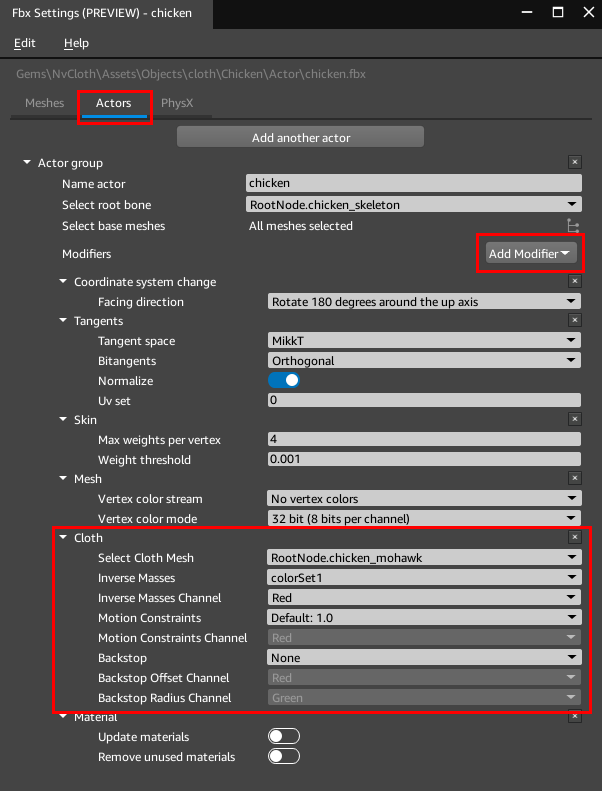 Fbx Settings (PREVIEW) - chicken
Edit Help
Gems\NvCloth\Assets\Objects\cloth\Chicken\Actor\chicken.fbx
Meshes Actors PhysX
Add another actor
Actor group
Name actor chicken
Select root bone RootNode.chicken_skeleton
Select base meshes All meshes selected
Modifiers Add Modifier
Coordinate system change
Facing direction Rotate 180 degrees around the up axis
Tangents
Tangent space MikkT
Bitangents Orthogonal
Normalize
Uv set 0
Skin
Max weights per vertex 4
Weight threshold 0.001
Mesh
Vertex color stream No vertex colors
Vertex color mode 32 bit (8 bits per channel)
Cloth
Select Cloth Mesh RootNode.chicken_mohawk
Inverse Masses colorSet1
Inverse Masses Channel Red
Motion Constraints Default: 1.0
Motion Constraints Channel Red
Backstop None
Backstop Offset Channel Red
Backstop Radius Channel Green
Material
Update materials
Remove unused materials